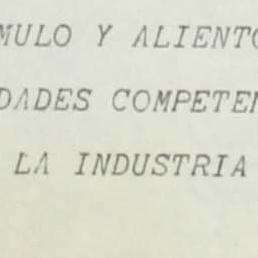 MULO Y ALIENTO
DADES COMPETEN
LA INDUSTRIA